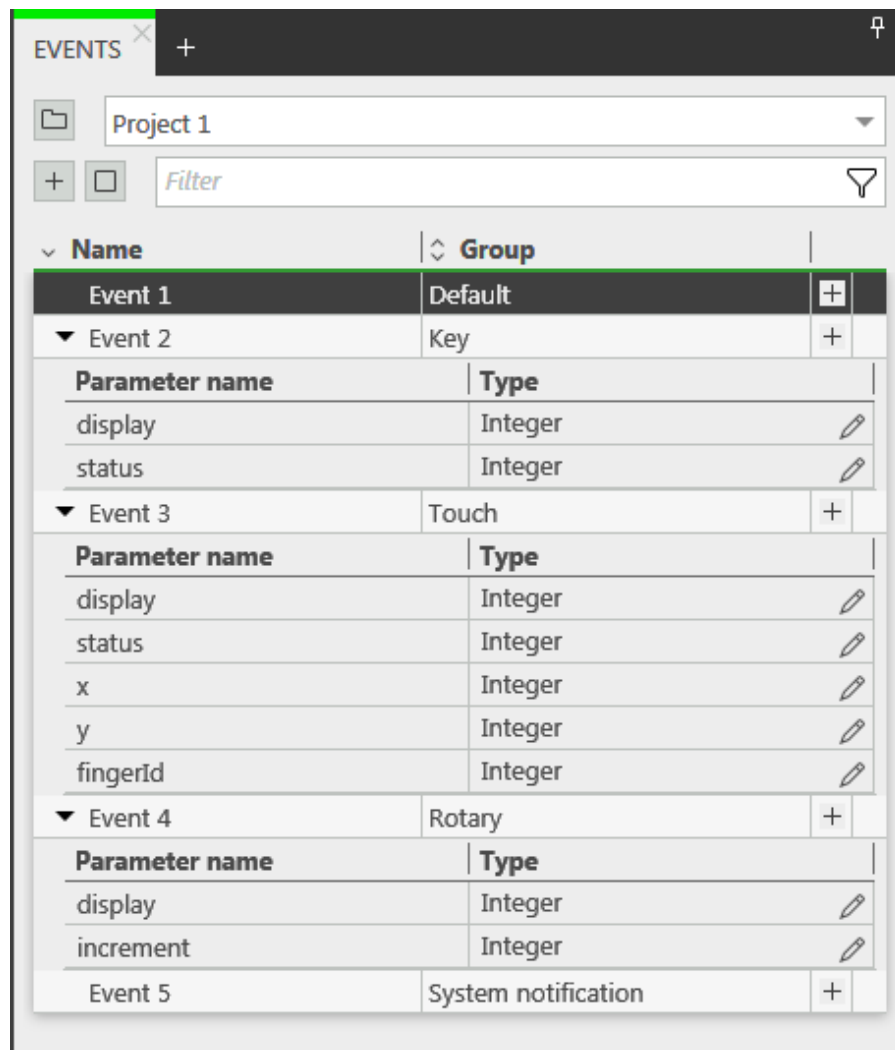 EVENTS
Project 1
Filter
Name Group
Event 1 Default
Event 2 Key
Parameter name Type
display Integer
status Integer
Event 3 Touch
Parameter name Type
display Integer
status Integer
x Integer
y Integer
fingerId Integer
Event 4 Rotary
Parameter name Type
display Integer
increment Integer
Event 5 System notification